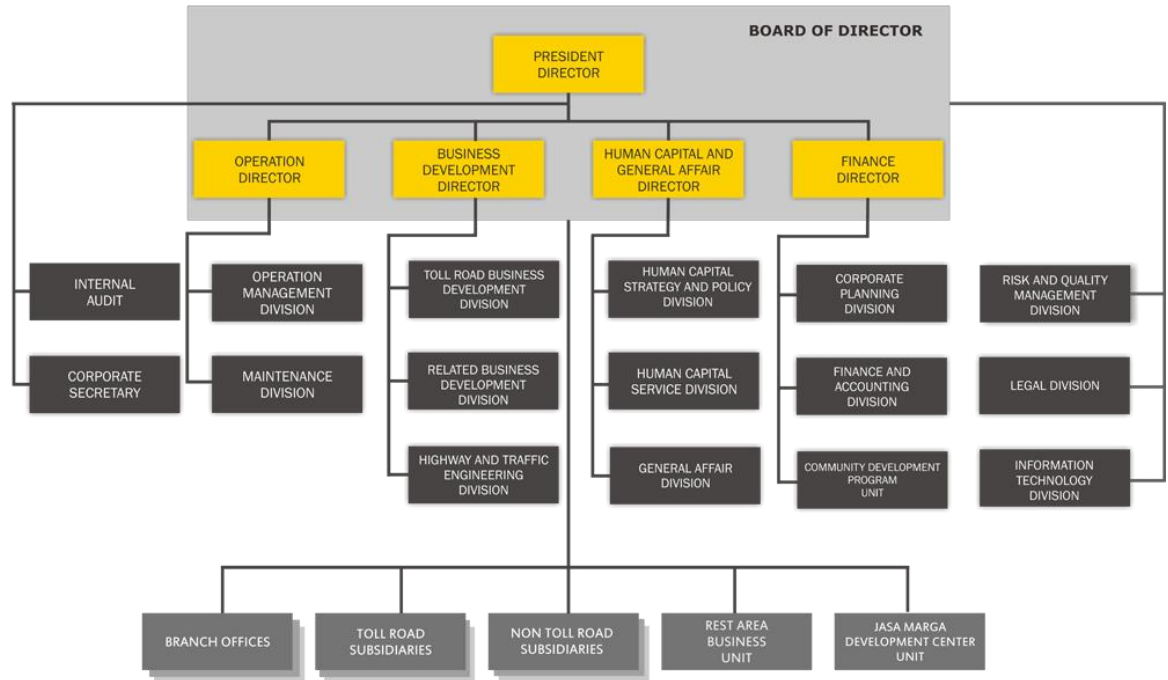 BOARD OF DIRECTOR
PRESIDENT
DIRECTOR
OPERATION
DIRECTOR
BUSINESS
DEVELOPMENT
DIRECTOR
HUMAN CAPITAL AND
GENERAL AFFAIR
DIRECTOR
FINANCE
DIRECTOR
INTERNAL
AUDIT
OPERATION
MANAGEMENT
DIVISION
TOLL ROAD BUSINESS
DEVELOPMENT DIVISION
HUMAN CAPITAL
STRATEGY AND POLICY
DIVISION
CORPORATE
PLANNING
DIVISION
RISK AND QUALITY
MANAGEMENT
DIVISION
CORPORATE
SECRETARY
MAINTENANCE
DIVISION
RELATED BUSINESS
DEVELOPMENT
DIVISION
HUMAN CAPITAL
SERVICE DIVISION
FINANCE AND
ACCOUNTING
DIVISION
LEGAL DIVISION
HIGHWAY AND TRAFFIC
ENGINEERING
DIVISION
GENERAL AFFAIR
DIVISION
COMMUNITY DEVELOPMENT
PROGRAM
UNIT
INFORMATION
TECHNOLOGY
DIVISION
BRANCH OFFICES
TOLL ROAD
SUBSIDIARIES
NON TOLL ROAD
SUBSIDIARIES
REST AREA
BUSINESS
UNIT
JASA MARGA
DEVELOPMENT CENTER
UNIT